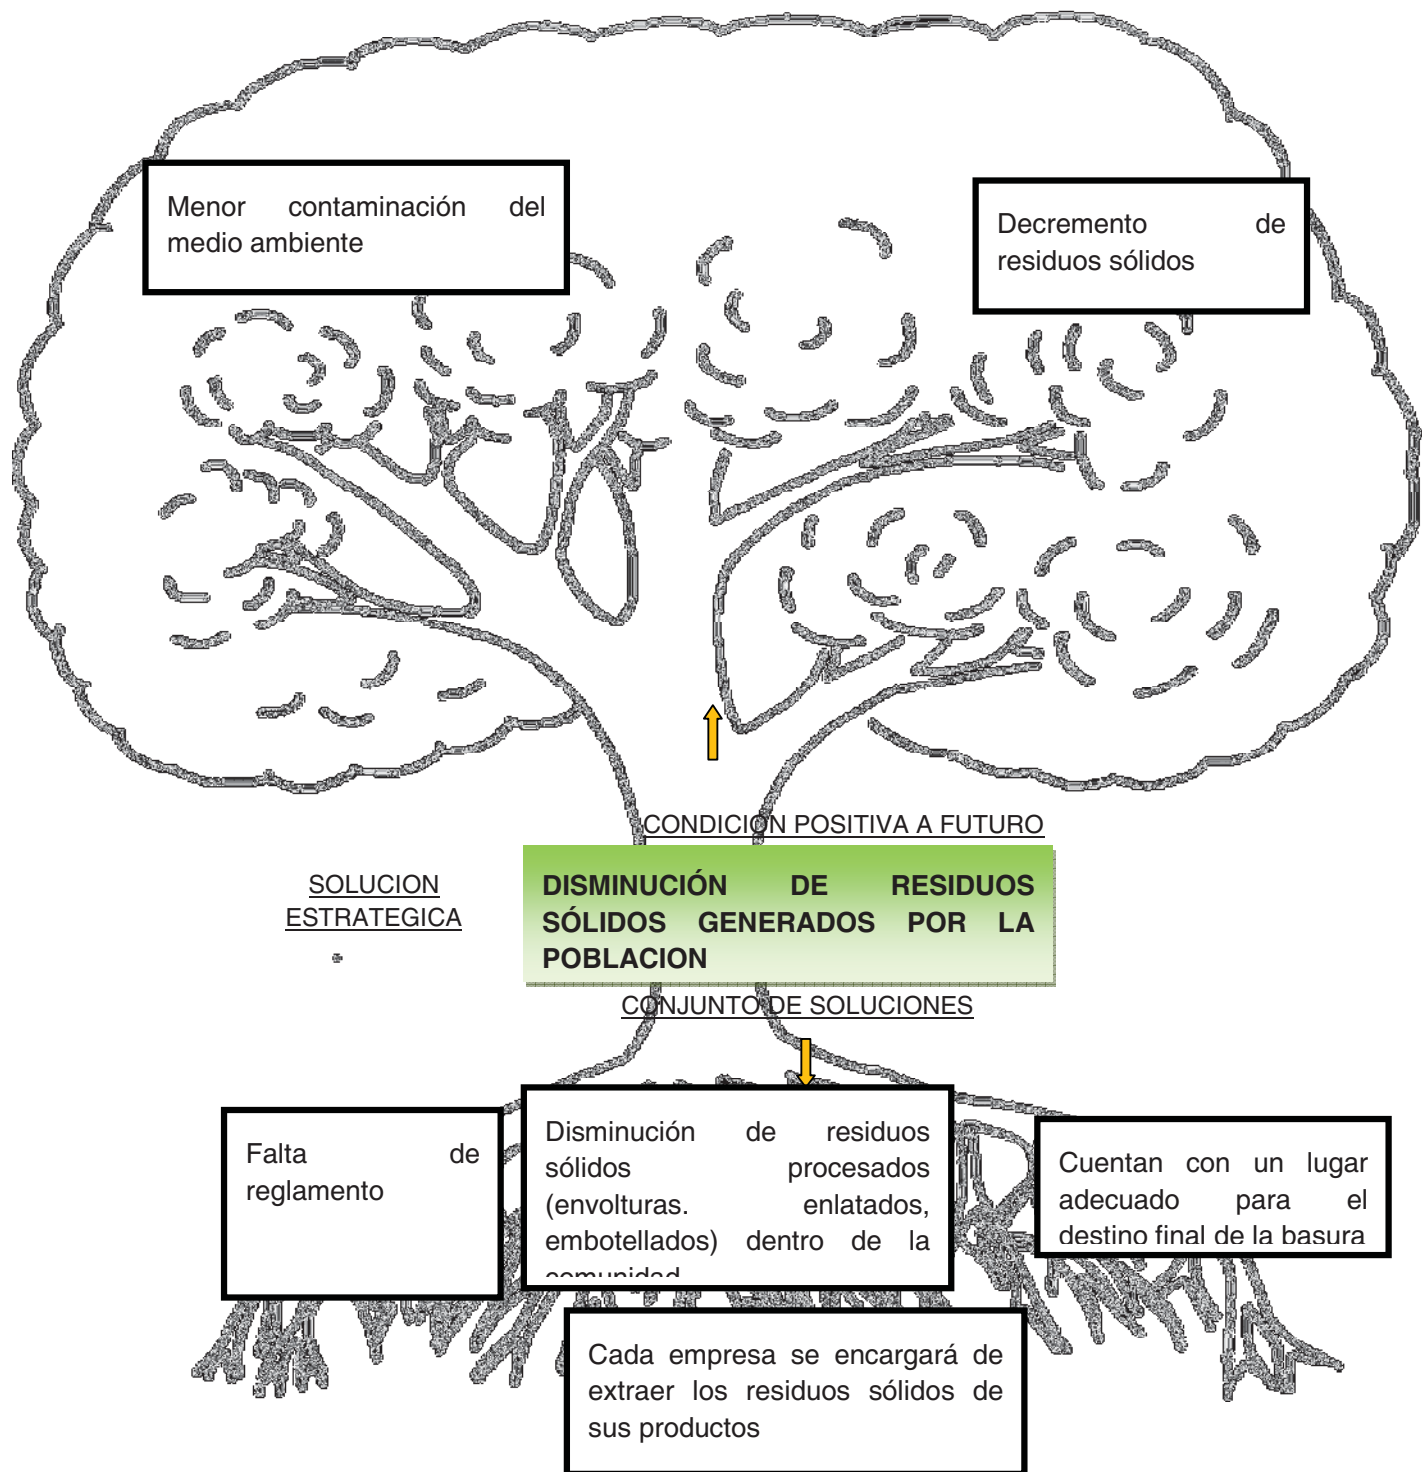 Menor contaminación del
medio ambiente
Decremento de
residuos sólidos
CONDICION POSITIVA A FUTURO
SOLUCION
ESTRATEGICA
DISMINUCIÓN DE RESIDUOS
SÓLIDOS GENERADOS POR LA
POBLACION
CONJUNTO DE SOLUCIONES
Falta de
reglamento
Disminución de residuos
sólidos procesados
(envolturas. enlatados,
embotellados) dentro de la
comunidad
Cuentan con un lugar
adecuado para el
destino final de la basura
Cada empresa se encargará de
extraer los residuos sólidos de
sus productos